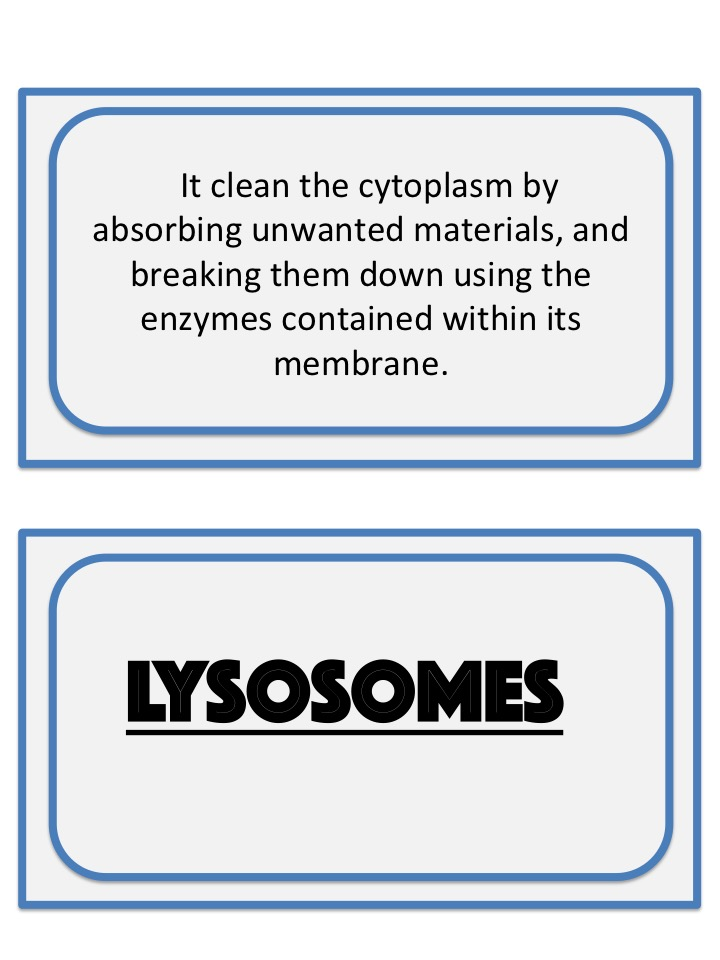 It clean the cytoplasm by
absorbing unwanted materials, and
breaking them down using the
enzymes contained within its
membrane.
LYSOSOMES